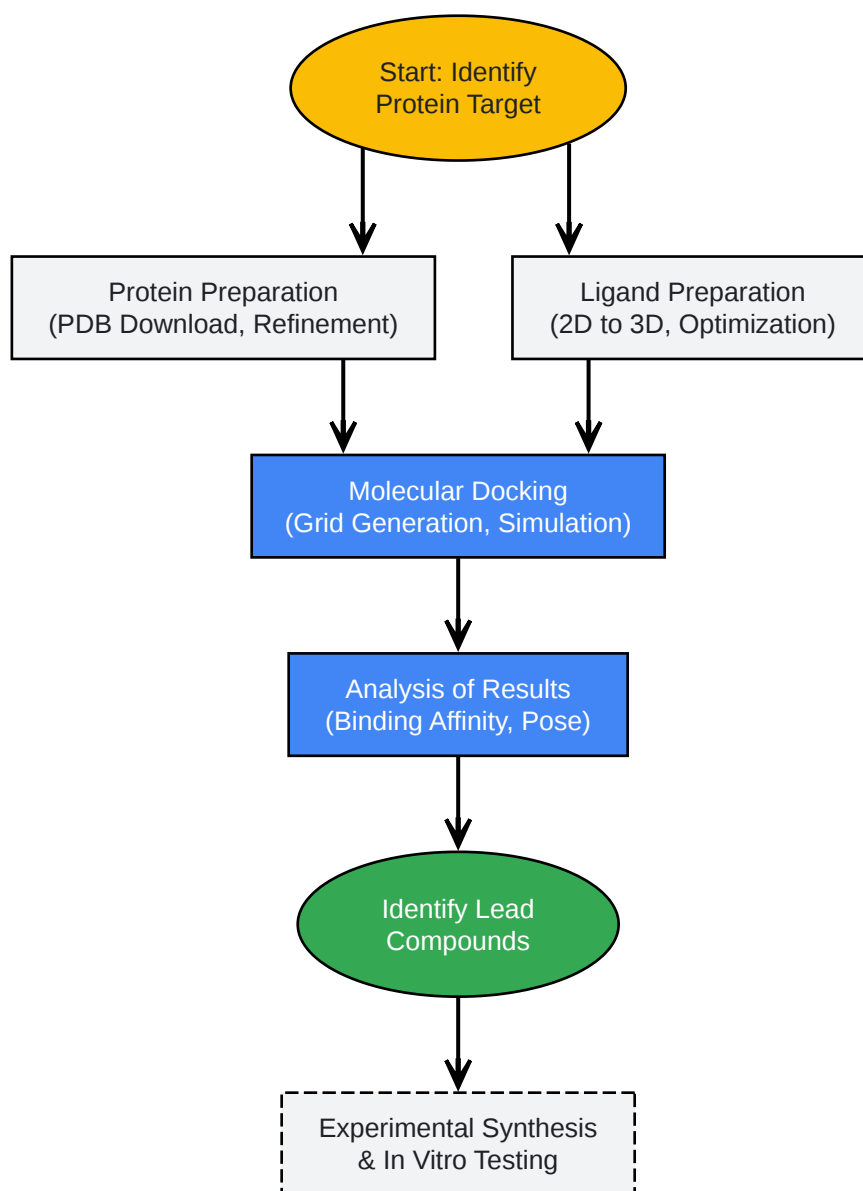 Start: Identify
Protein Target
Protein Preparation
(PDB Download, Refinement)
Ligand Preparation
(2D to 3D, Optimization)
Molecular Docking
(Grid Generation, Simulation)
Analysis of Results
(Binding Affinity, Pose)
Identify Lead
Compounds
Experimental Synthesis
& In Vitro Testing